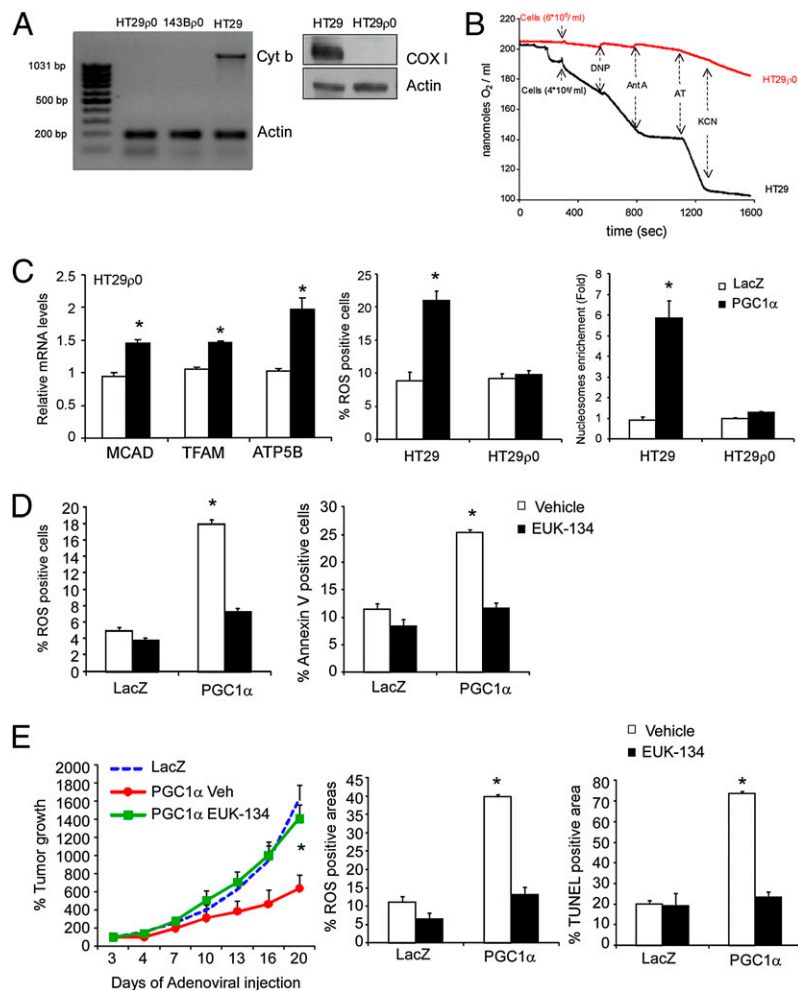 A
HT29ρ0 143Bρ0 HT29
1031 bp
500 bp
200 bp
Cyt b
Actin
HT29 HT29ρ0
COX I
Actin
B
nanomoles O2 / ml
220
200
180
160
140
120
100
Cells (6*10⁶/ml)
Cells (4*10⁶/ml)
DNP
AntA
AT
KCN
HT29ρ0
HT29
0 400 800 1200 1600
time (sec)
C
HT29ρ0
Relative mRNA levels
2.5
2
1.5
1
0.5
0
* * *
MCAD TFAM ATP5B
% ROS positive cells
25
20
15
10
5
0
*
HT29 HT29ρ0
Nucleosomes enrichment (Fold)
8
7
6
5
4
3
2
1
0
*
LacZ
PGC1α
HT29 HT29ρ0
D
% ROS positive cells
20
18
16
14
12
10
8
6
4
2
0
*
LacZ PGC1α
% Annexin V positive cells
30
25
20
15
10
5
0
*
Vehicle
EUK-134
LacZ PGC1α
E
LacZ
PGC1α Veh
PGC1α EUK-134
% Tumor growth
2000
1800
1600
1400
1200
1000
800
600
400
200
0
*
3 4 7 10 13 16 20
Days of Adenoviral injection
% ROS positive areas
45
40
35
30
25
20
15
10
5
0
*
LacZ PGC1α
Vehicle
EUK-134
% TUNEL positive area
80
70
60
50
40
30
20
10
0
*
LacZ PGC1α